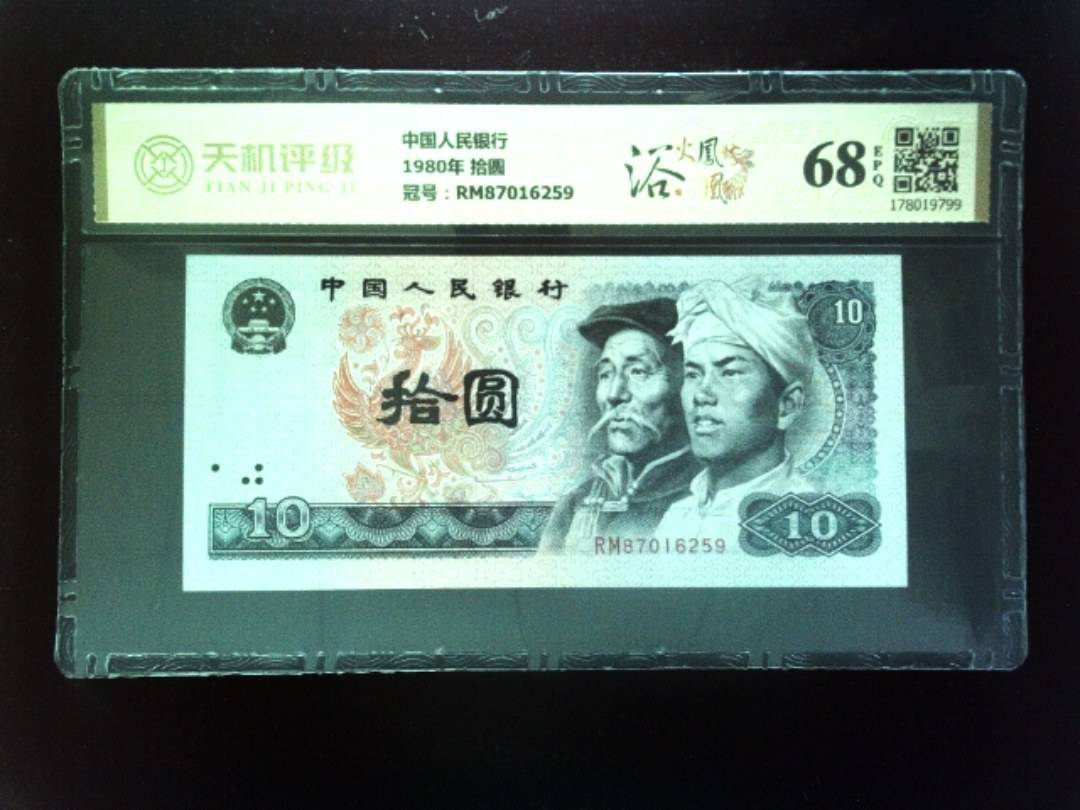 天机评级
TIAN JI PING JI
中国人民银行
1980年 拾圆
冠号：RM87016259
浴火凤凰
68 EPQ
178019799
中国人民银行
10
拾圆
10
RM87016259
10